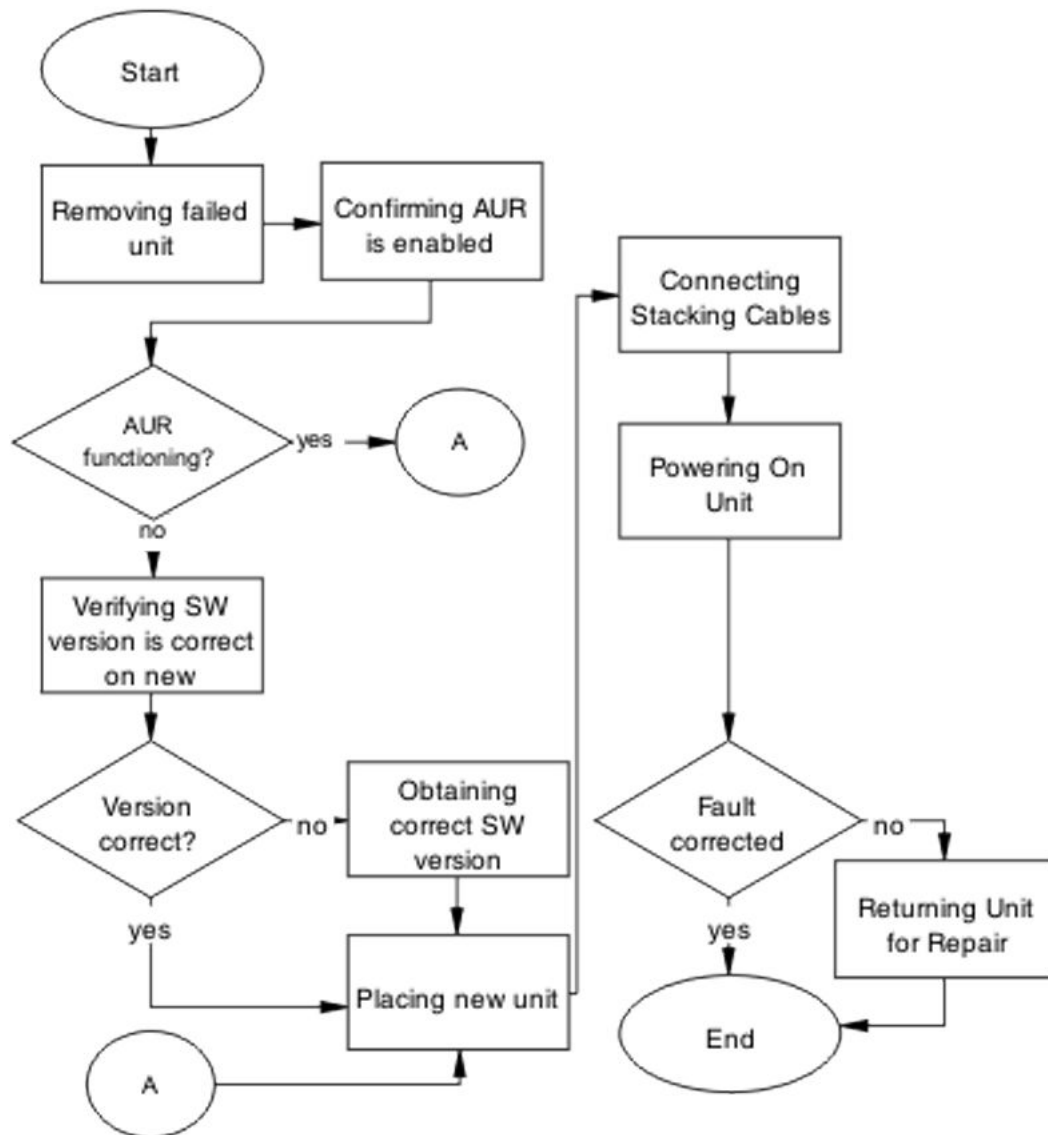 Start
Removing failed
unit
Confirming AUR
is enabled
AUR
functioning?
yes
A
no
Verifying SW
version is correct
on new
Version
correct?
no
Obtaining
correct SW
version
yes
Placing new unit
A
Connecting
Stacking Cables
Powering On
Unit
Fault
corrected
no
Returning Unit
for Repair
yes
End